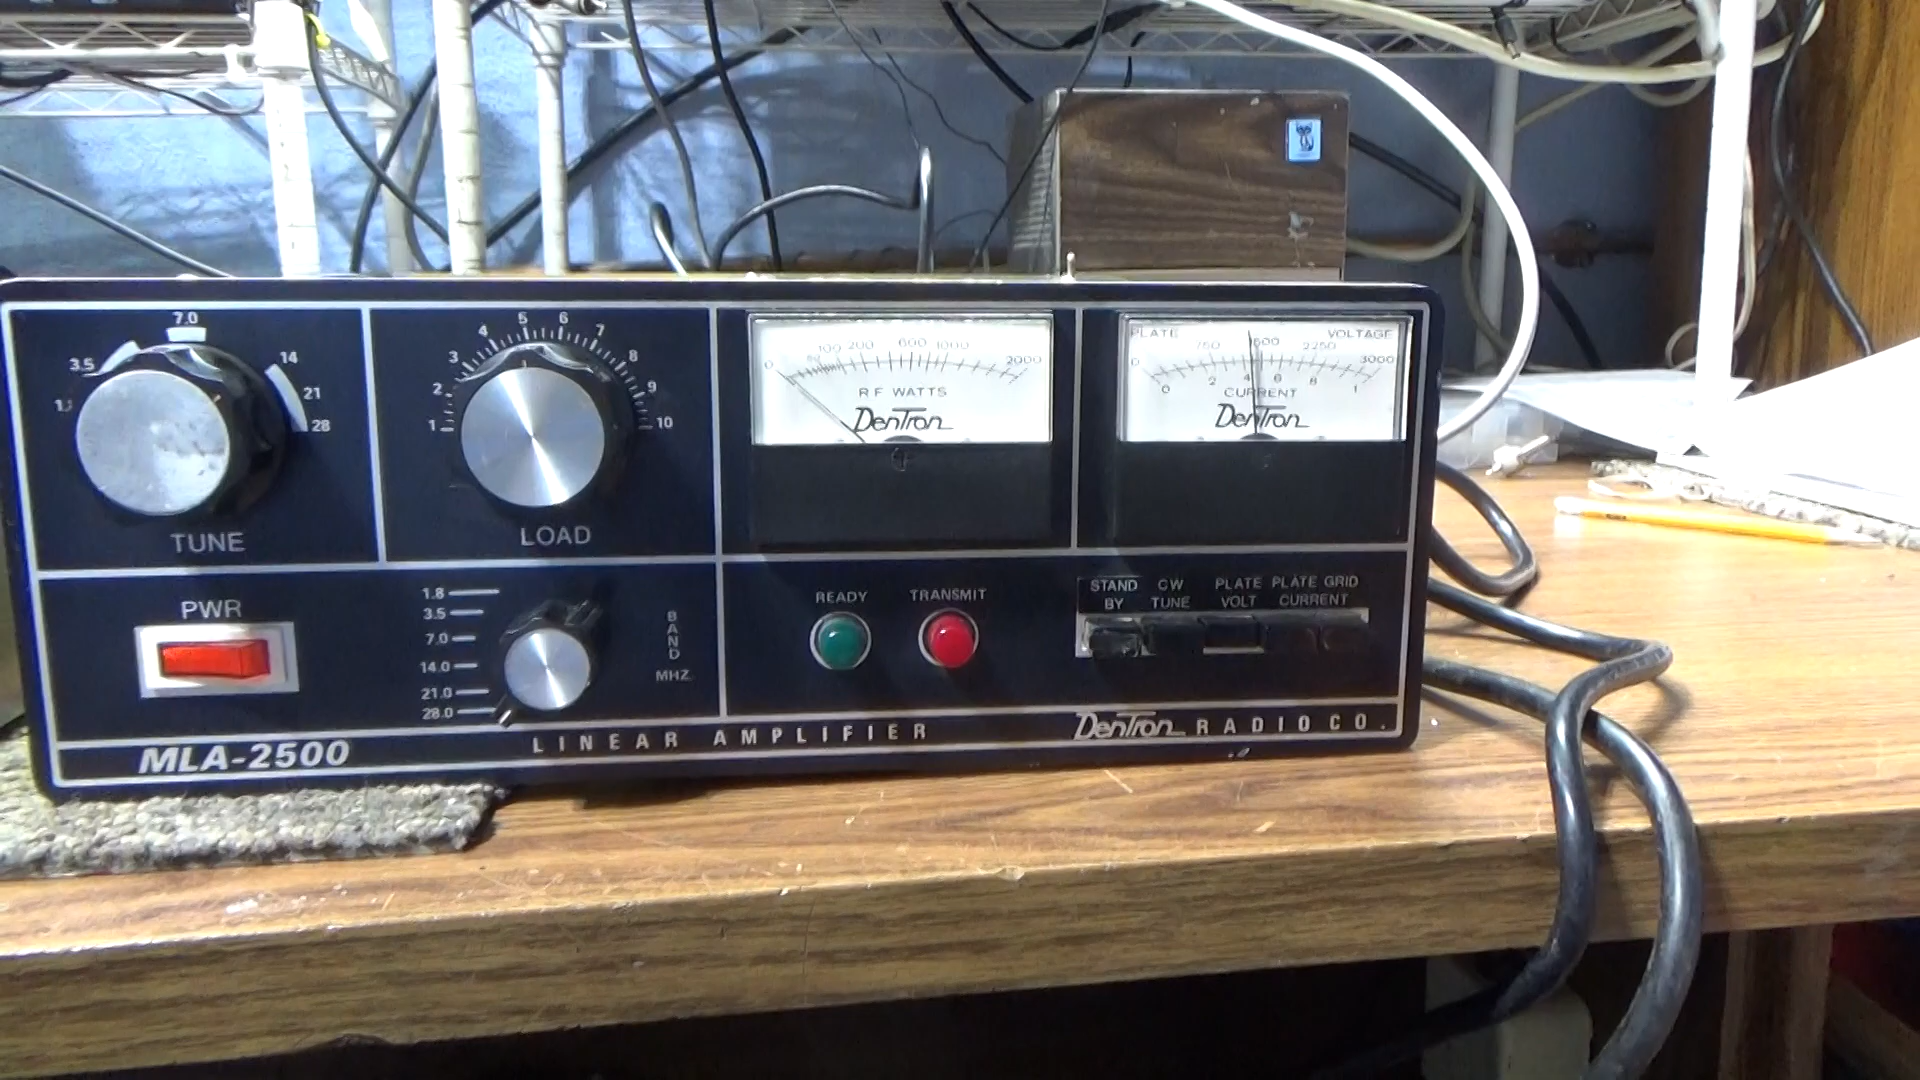 7.0
3.5
14
21
28
TUNE
1 2 3 4 5 6 7 8 9 10
LOAD
0 100 200 600 1000 2000
RF WATTS
DenTron
PLATE VOLTAGE
0 750 2250 3000
0 2 4 6 8 1
CURRENT
DenTron
PWR
1.8
3.5
7.0
14.0
21.0
28.0
BAND
MHZ
READY TRANSMIT
STAND CW PLATE PLATE GRID
BY TUNE VOLT CURRENT
MLA-2500 LINEAR AMPLIFIER DenTron RADIO CO.